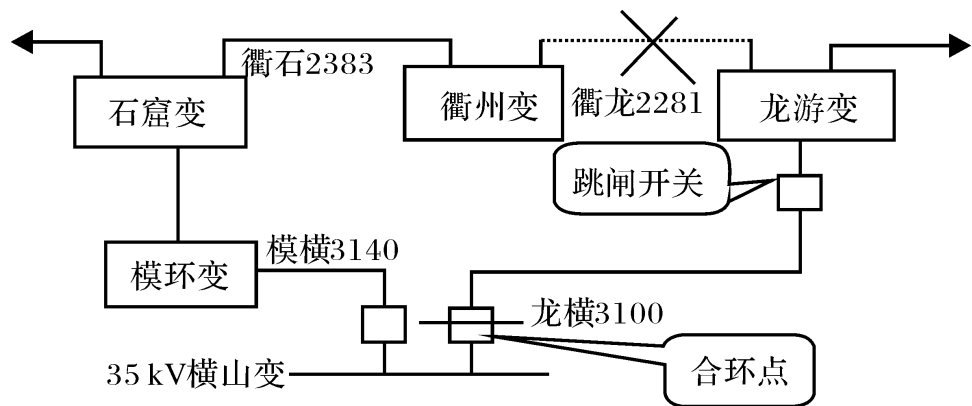 衢石2383
石窟变
衢州变
衢龙2281
龙游变
跳闸开关
模横3140
模环变
龙横3100
35 kV横山变
合环点